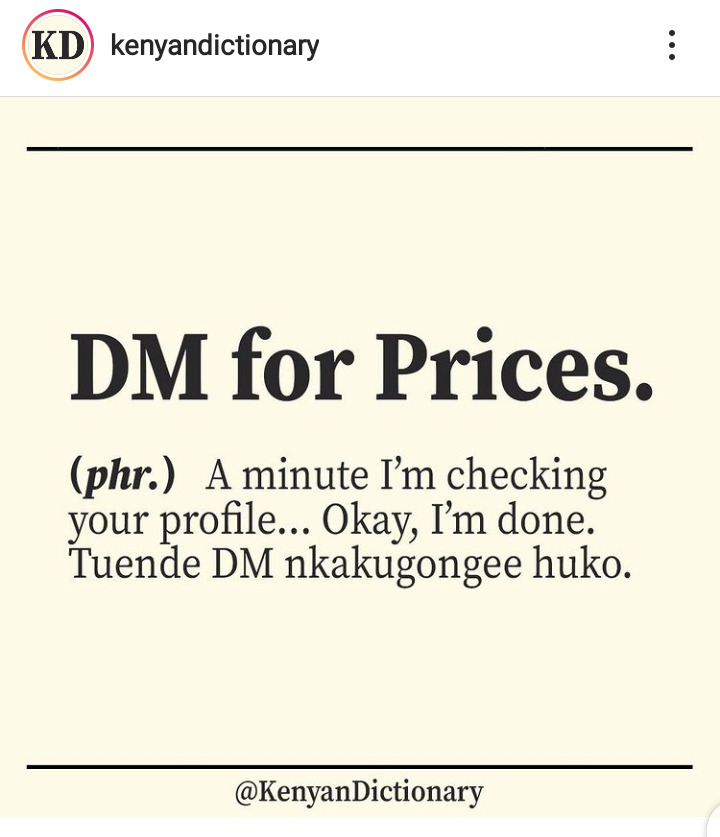 KD kenyandictionary
DM for Prices.
(phr.) A minute I'm checking
your profile... Okay, I'm done.
Tuende DM nkakugongee huko.
@KenyanDictionary